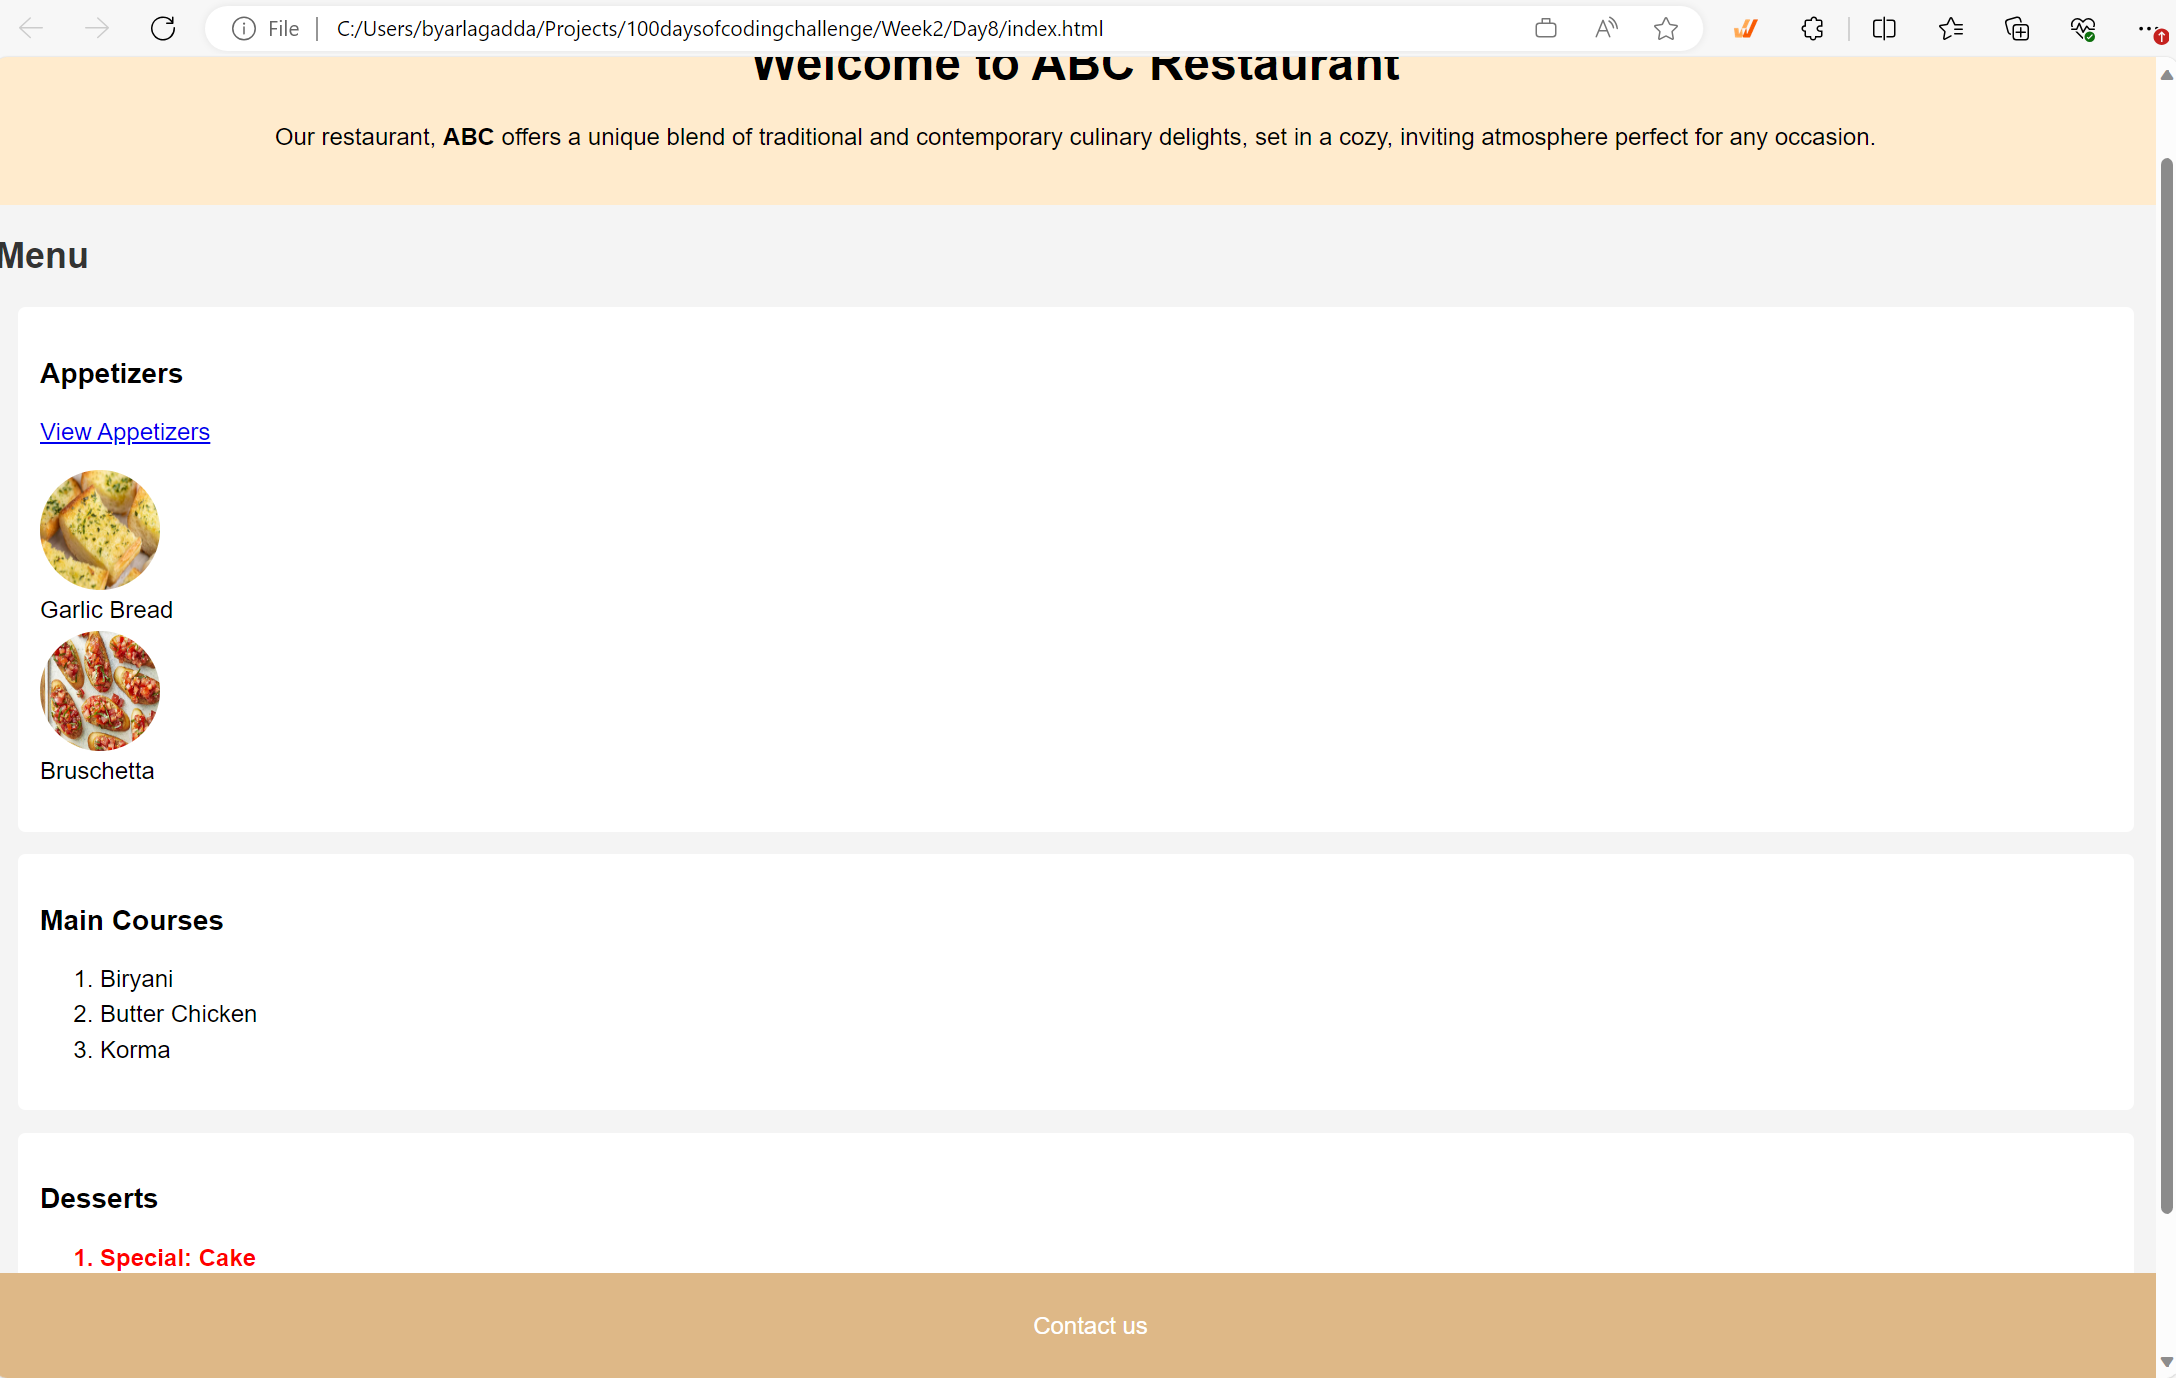 File
C:/Users/byarlagadda/Projects/100daysofcodingchallenge/Week2/Day8/index.html
Welcome to ABC Restaurant
Our restaurant, ABC offers a unique blend of traditional and contemporary culinary delights, set in a cozy, inviting atmosphere perfect for any occasion.
Menu
Appetizers
View Appetizers
Garlic Bread
Bruschetta
Main Courses
1. Biryani
2. Butter Chicken
3. Korma
Desserts
1. Special: Cake
Contact us